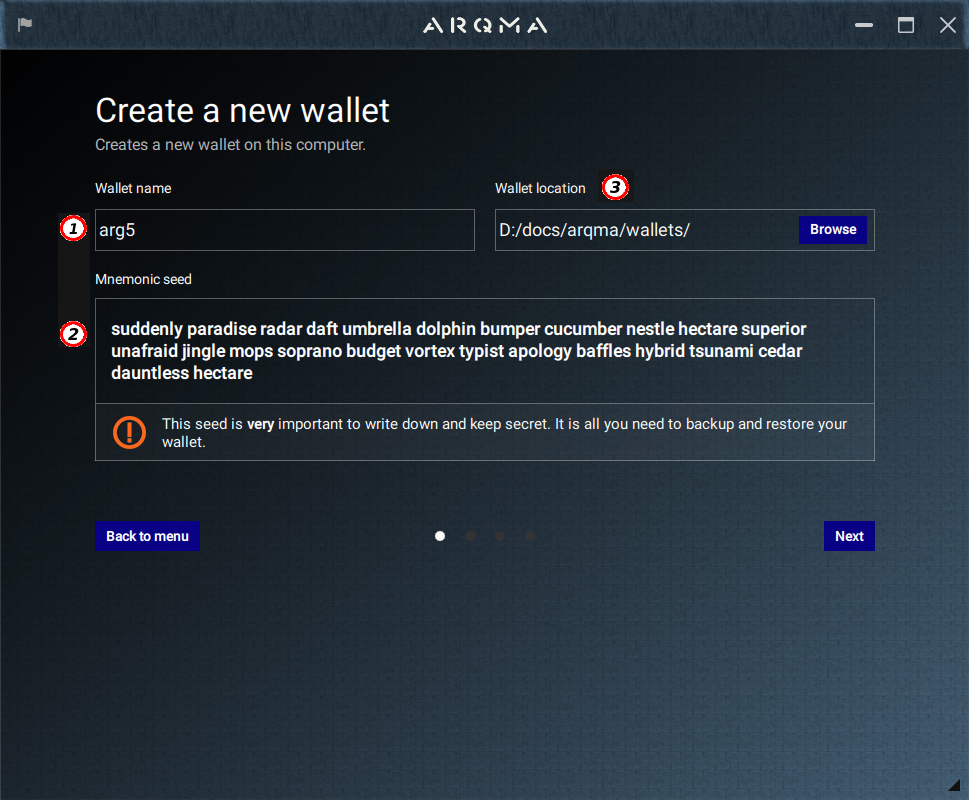 ARQMA
Create a new wallet
Creates a new wallet on this computer.
Wallet name
Wallet location 3
1 arg5
D:/docs/arqma/wallets/ Browse
Mnemonic seed
2 suddenly paradise radar daft umbrella dolphin bumper cucumber nestle hectare superior
unafraid jingle mops soprano budget vortex typist apology baffles hybrid tsunami cedar
dauntless hectare
This seed is very important to write down and keep secret. It is all you need to backup and restore your
wallet.
Back to menu
Next